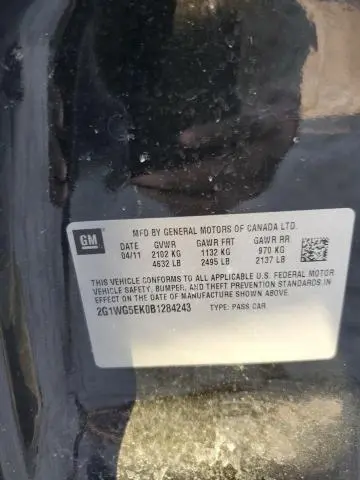 GM
MFD BY GENERAL MOTORS OF CANADA LTD.
DATE GVWR GAWR FRT GAWR RR
04/11 2102 KG 1132 KG 970 KG
4632 LB 2495 LB 2137 LB
THIS VEHICLE CONFORMS TO ALL APPLICABLE U.S. FEDERAL MOTOR
VEHICLE SAFETY, BUMPER, AND THEFT PREVENTION STANDARDS IN
EFFECT ON THE DATE OF MANUFACTURE SHOWN ABOVE.
2G1WG5EK0B1284243 TYPE: PASS CAR